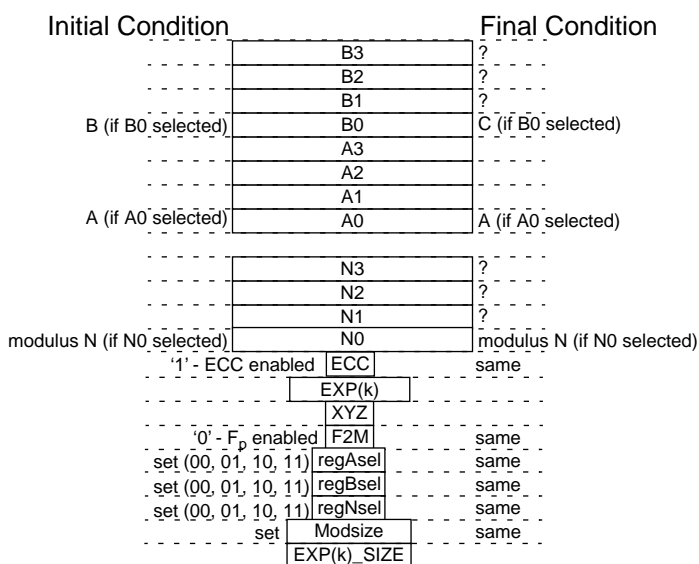 Initial Condition Final Condition
B3 ?
B2 ?
B1 ?
B (if B0 selected) B0 C (if B0 selected)
A3
A2
A1
A (if A0 selected) A0 A (if A0 selected)
N3 ?
N2 ?
N1 ?
modulus N (if N0 selected) N0 modulus N (if N0 selected)
‘1’ - ECC enabled ECC same
EXP(k)
XYZ
‘0’ - Fp enabled F2M same
set (00, 01, 10, 11) regAsel same
set (00, 01, 10, 11) regBsel same
set (00, 01, 10, 11) regNsel same
set Modsize same
EXP(k)_SIZE